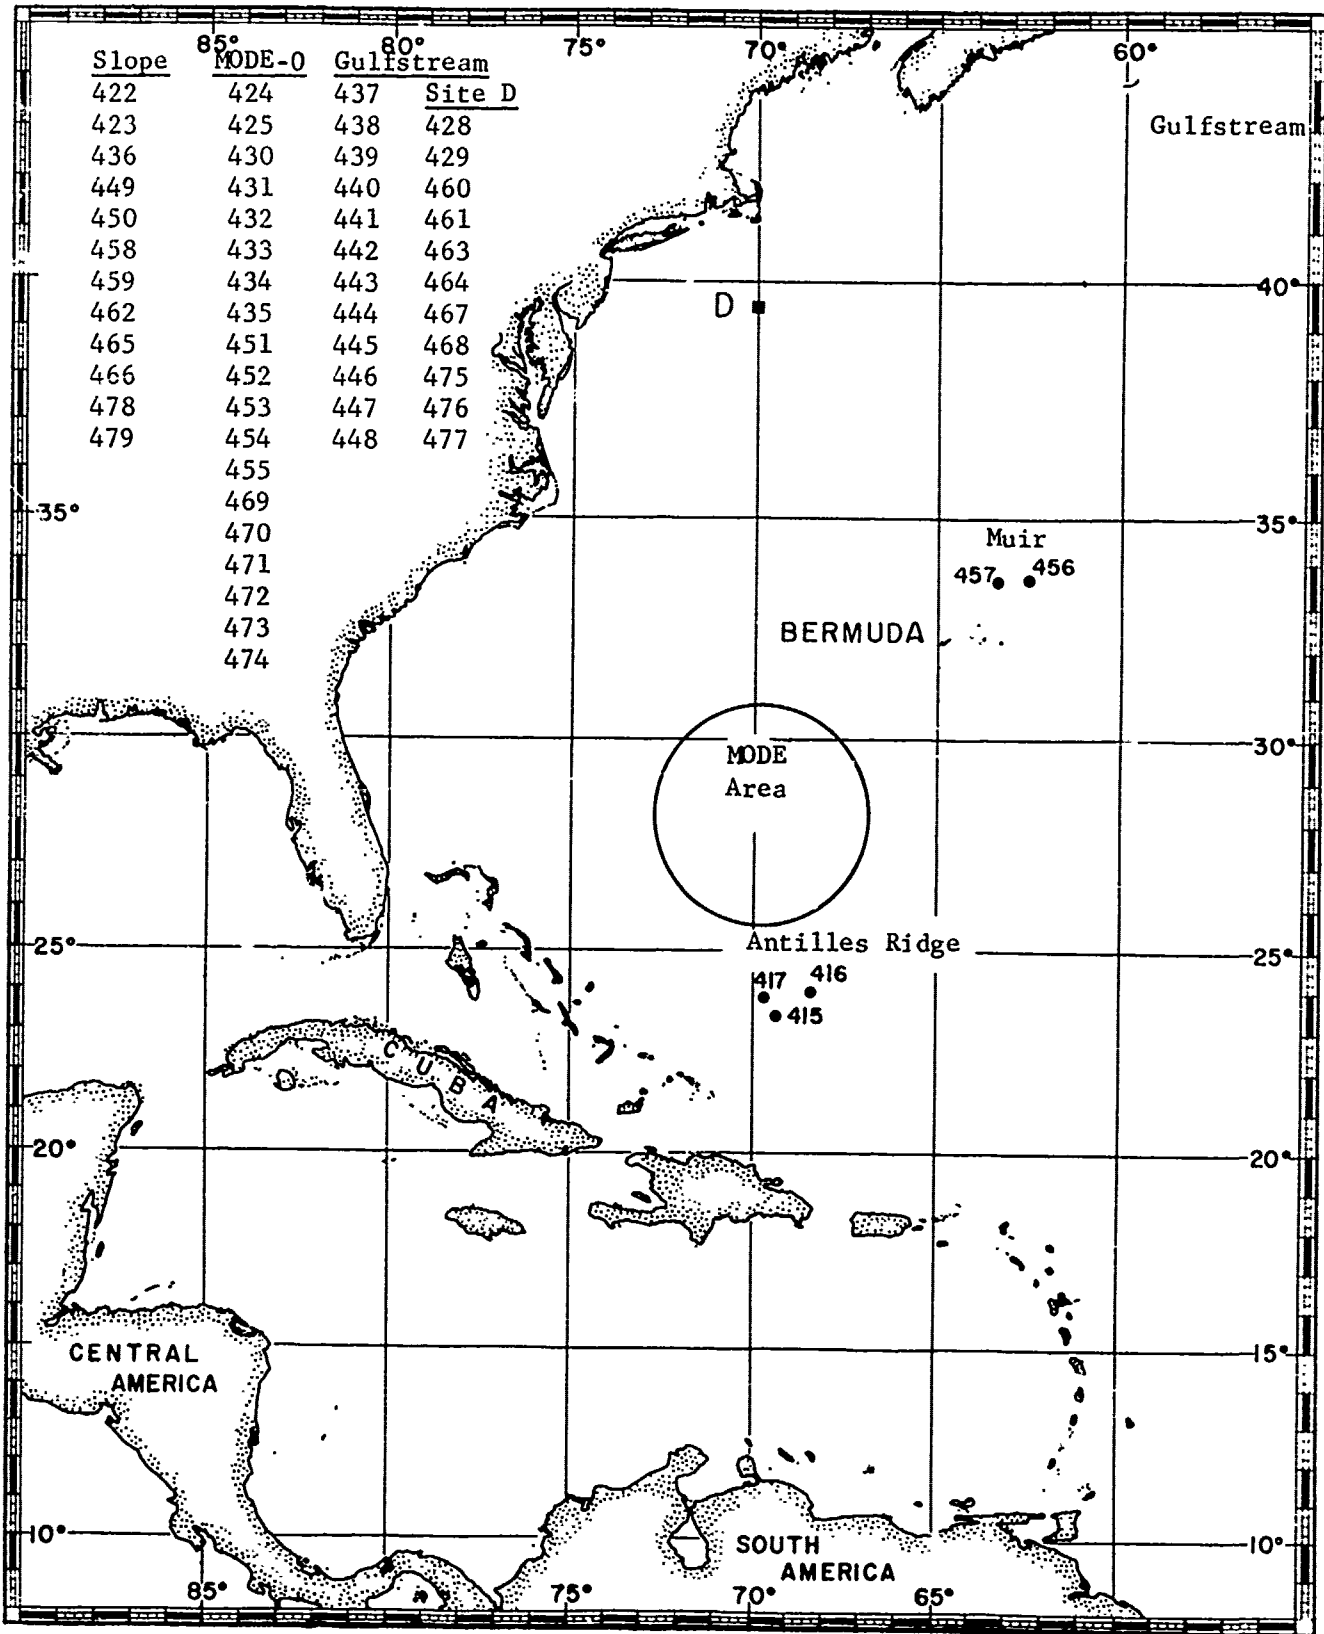 85° 80° 75° 70° 60°
Slope MODE-0 Gulfstream
422 424 437 Site D
423 425 438 428
436 430 439 429
449 431 440 460
450 432 441 461
458 433 442 463
459 434 443 464
462 435 444 467
465 451 445 468
466 452 446 475
478 453 447 476
479 454 448 477
455
469
470
471
472
473
474
Gulfstream
40°
D
35° 35°
Muir
457 456
BERMUDA
30°
MODE
Area
25° 25°
Antilles Ridge
417 416
415
CUBA
20° 20°
15°
CENTRAL
AMERICA
10° 10°
SOUTH
AMERICA
85° 75° 70° 65°